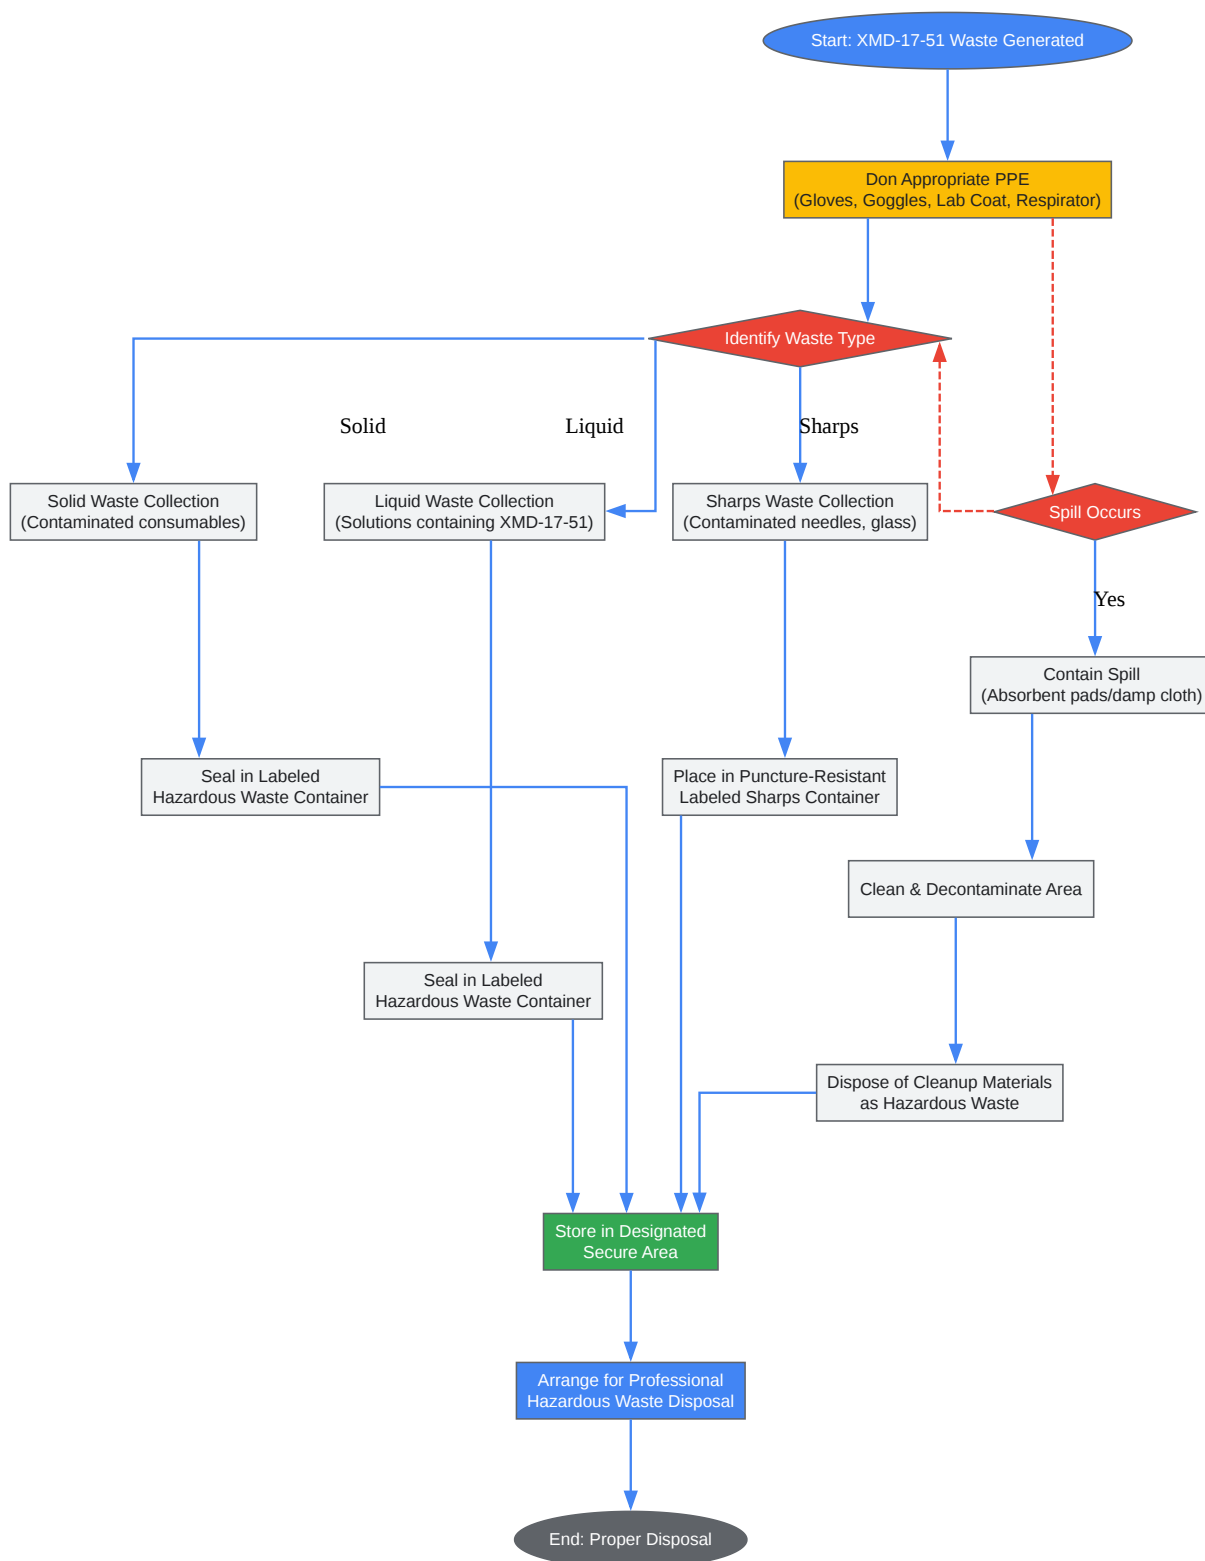 Start: XMD-17-51 Waste Generated
Don Appropriate PPE
(Gloves, Goggles, Lab Coat, Respirator)
Identify Waste Type
Solid
Liquid
Sharps
Solid Waste Collection
(Contaminated consumables)
Liquid Waste Collection
(Solutions containing XMD-17-51)
Sharps Waste Collection
(Contaminated needles, glass)
Spill Occurs
Yes
Contain Spill
(Absorbent pads/damp cloth)
Seal in Labeled
Hazardous Waste Container
Place in Puncture-Resistant
Labeled Sharps Container
Clean & Decontaminate Area
Seal in Labeled
Hazardous Waste Container
Dispose of Cleanup Materials
as Hazardous Waste
Store in Designated
Secure Area
Arrange for Professional
Hazardous Waste Disposal
End: Proper Disposal